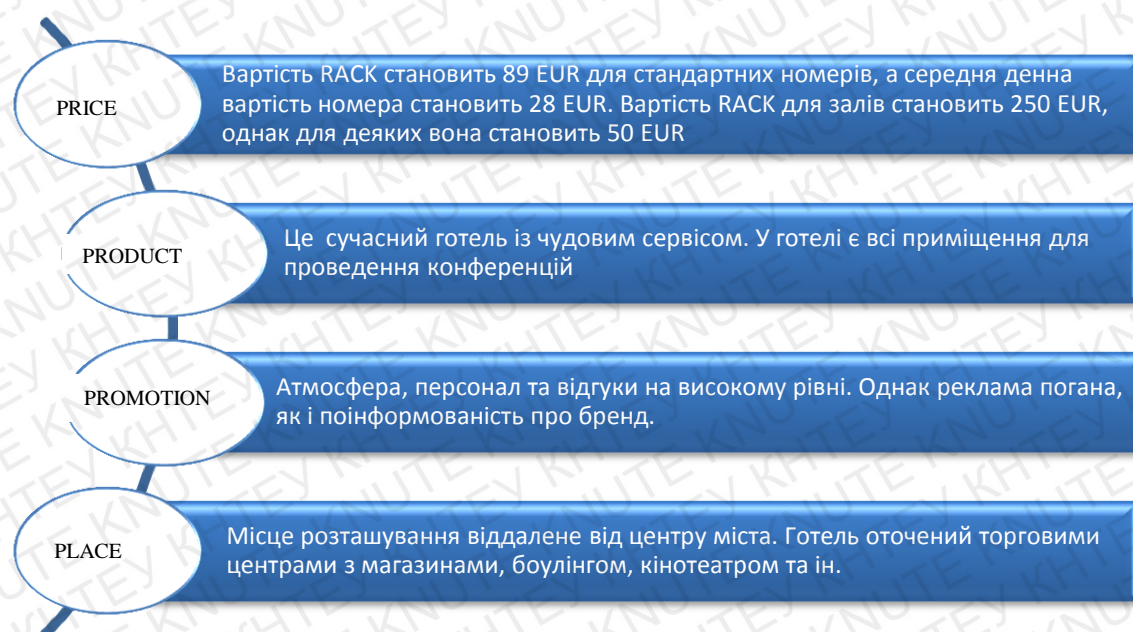 PRICE
Вартість RACK становить 89 EUR для стандартних номерів, а середня денна
вартість номера становить 28 EUR. Вартість RACK для залів становить 250 EUR,
однак для деяких вона становить 50 EUR
PRODUCT
Це сучасний готель із чудовим сервісом. У готелі є всі приміщення для
проведення конференцій
PROMOTION
Атмосфера, персонал та відгуки на високому рівні. Однак реклама погана,
як і поінформованість про бренд.
PLACE
Місце розташування віддалене від центру міста. Готель оточений торговими
центрами з магазинами, боулінгом, кінотеатром та ін.